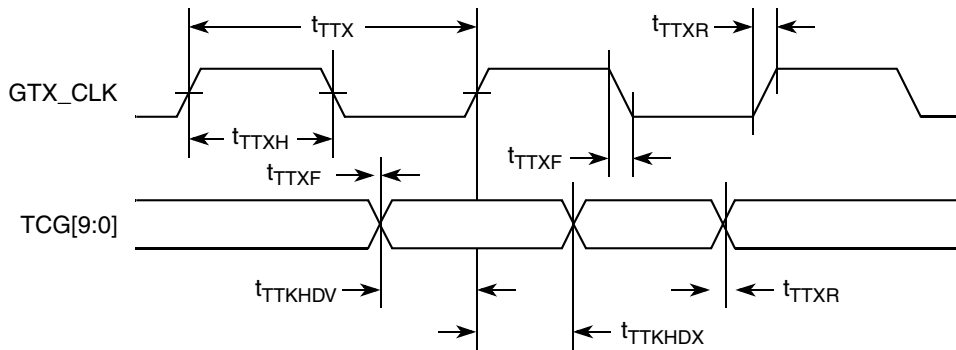 tTTX
tTTXR
GTX_CLK
tTTXH
tTTXF
tTTXF
TCG[9:0]
tTTKHDV
tTTXR
tTTKHDX